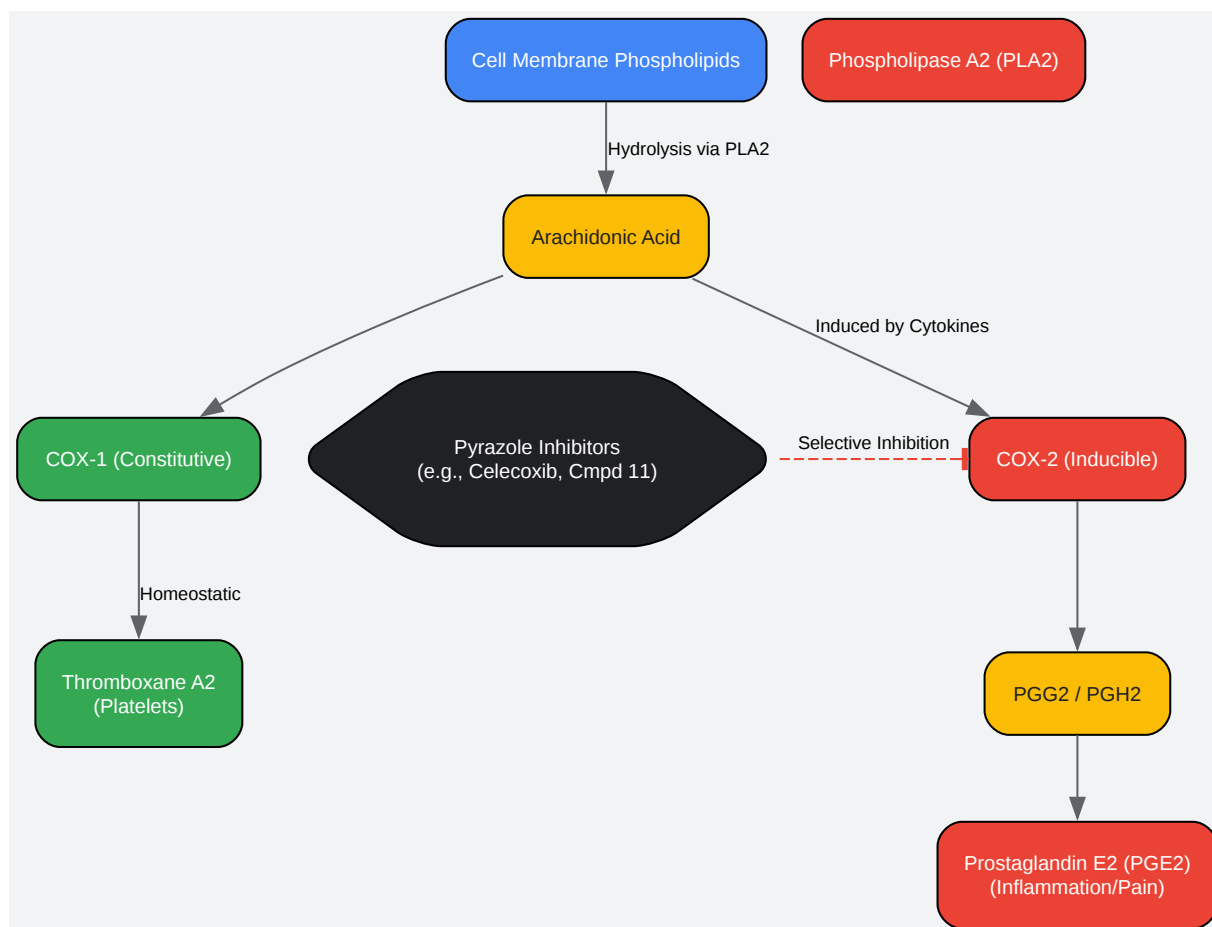 Cell Membrane Phospholipids
Phospholipase A2 (PLA2)
Hydrolysis via PLA2
Arachidonic Acid
Induced by Cytokines
COX-1 (Constitutive)
Pyrazole Inhibitors
(e.g., Celecoxib, Cmpd 11)
Selective Inhibition
COX-2 (Inducible)
Homeostatic
Thromboxane A2
(Platelets)
PGG2 / PGH2
Prostaglandin E2 (PGE2)
(Inflammation/Pain)